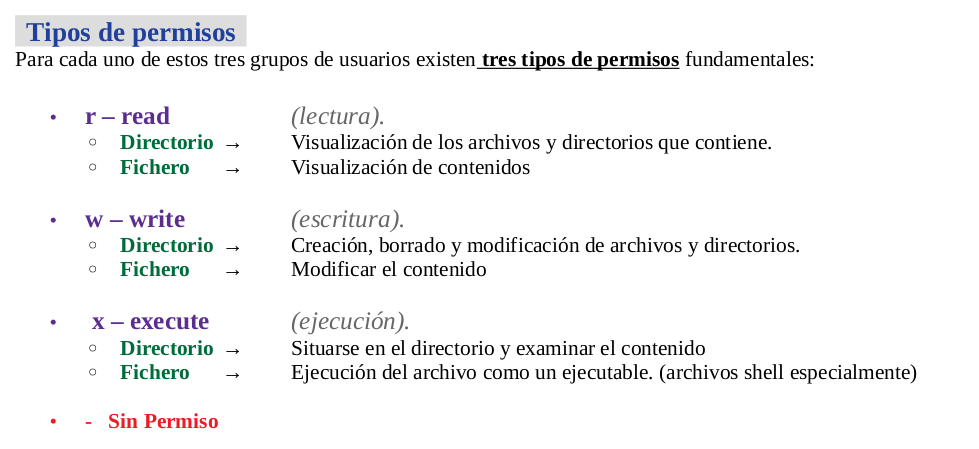 Tipos de permisos
Para cada uno de estos tres grupos de usuarios existen tres tipos de permisos fundamentales:
• r – read (lectura).
○ Directorio → Visualización de los archivos y directorios que contiene.
○ Fichero → Visualización de contenidos
• w – write (escritura).
○ Directorio → Creación, borrado y modificación de archivos y directorios.
○ Fichero → Modificar el contenido
• x – execute (ejecución).
○ Directorio → Situarse en el directorio y examinar el contenido
○ Fichero → Ejecución del archivo como un ejecutable. (archivos shell especialmente)
• - Sin Permiso